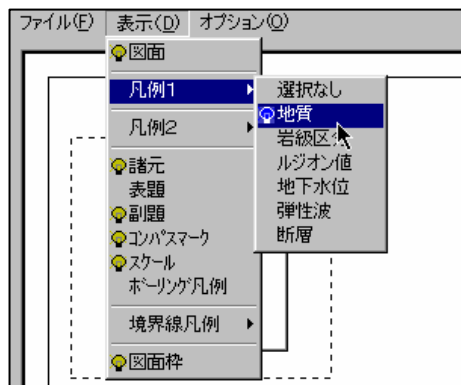 ファイル(F) 表示(D) オプション(O)
図面
凡例1
凡例2
諸元
表題
副題
コンパスマーク
スケール
ボーリング凡例
境界線凡例
図面枠
選択なし
地質
岩級区分
ルジオン値
地下水位
弾性波
断層